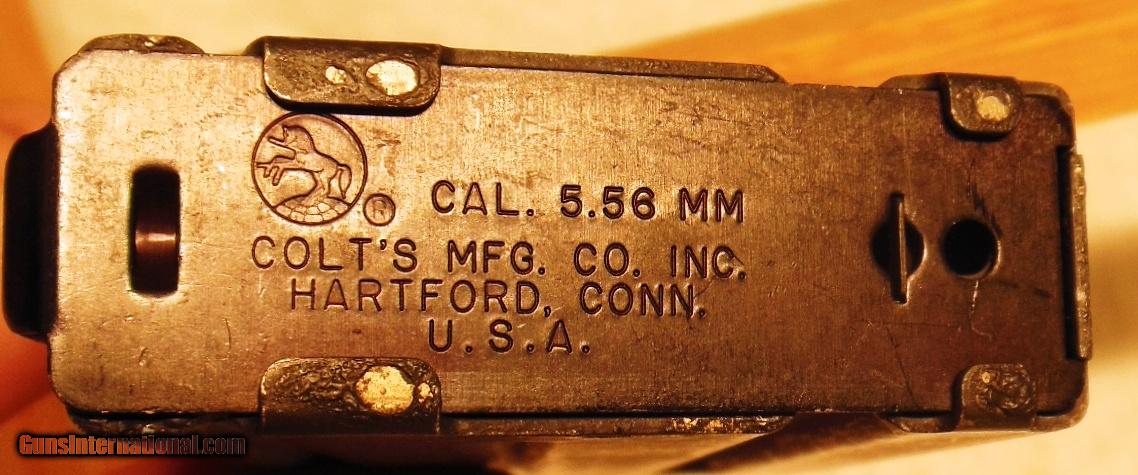 ® CAL. 5.56 MM
COLT'S MFG. CO. INC.
HARTFORD, CONN.
U.S.A.
GunsInternational.com